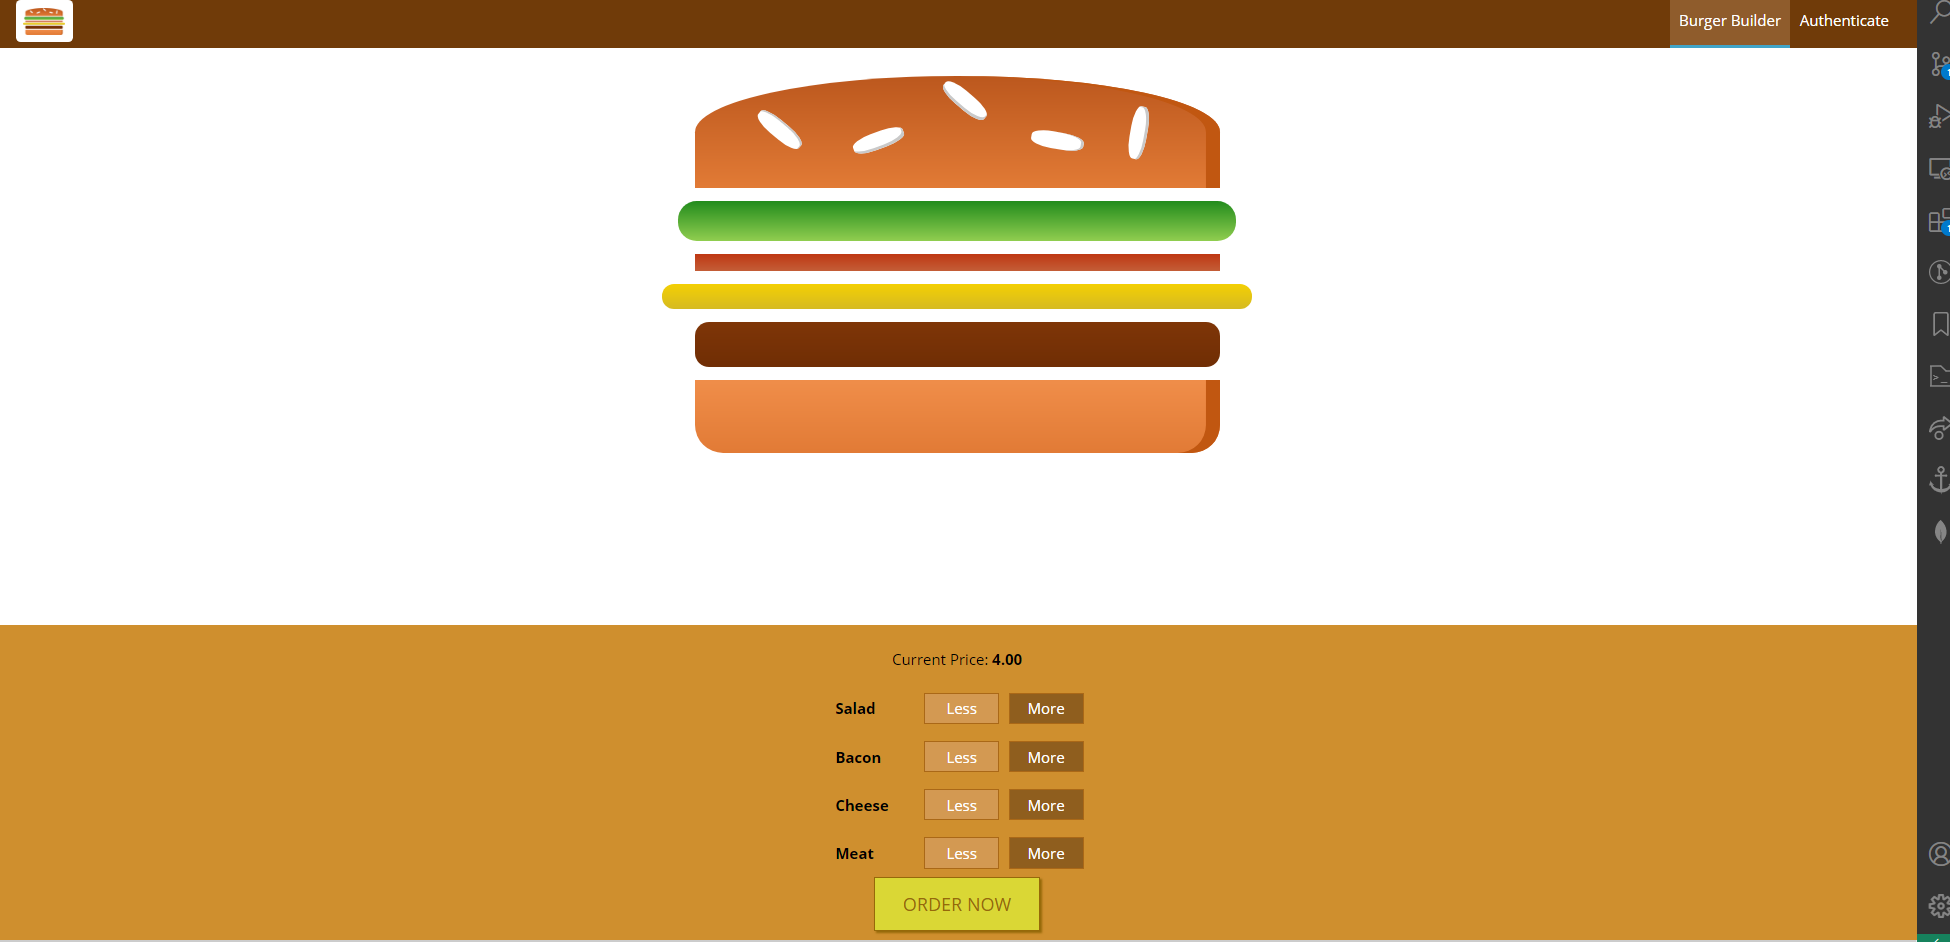 Burger Builder Authenticate
Current Price: 4.00
Salad Less More
Bacon Less More
Cheese Less More
Meat Less More
ORDER NOW